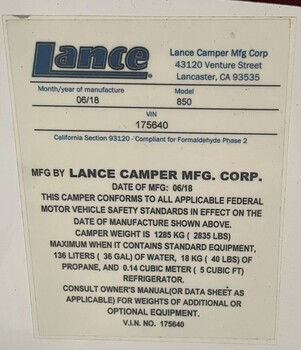 Lance®
Lance Camper Mfg Corp
43120 Venture Street
Lancaster, CA 93535
Month/year of manufacture
06/18
Model
850
VIN
175640
California Section 93120 - Compliant for Formaldehyde Phase 2
MFG BY LANCE CAMPER MFG. CORP.
DATE OF MFG: 06/18
THIS CAMPER CONFORMS TO ALL APPLICABLE FEDERAL
MOTOR VEHICLE SAFETY STANDARDS IN EFFECT ON THE
DATE OF MANUFACTURE SHOWN ABOVE.
CAMPER WEIGHT IS 1285 KG ( 2835 LBS)
MAXIMUM WHEN IT CONTAINS STANDARD EQUIPMENT,
136 LITERS ( 36 GAL) OF WATER, 18 KG ( 40 LBS) OF
PROPANE, AND 0.14 CUBIC METER ( 5 CUBIC FT)
REFRIGERATOR.
CONSULT OWNER'S MANUAL(OR DATA SHEET AS
APPLICABLE) FOR WEIGHTS OF ADDITIONAL OR
OPTIONAL EQUIPMENT.
V.I.N. NO. 175640